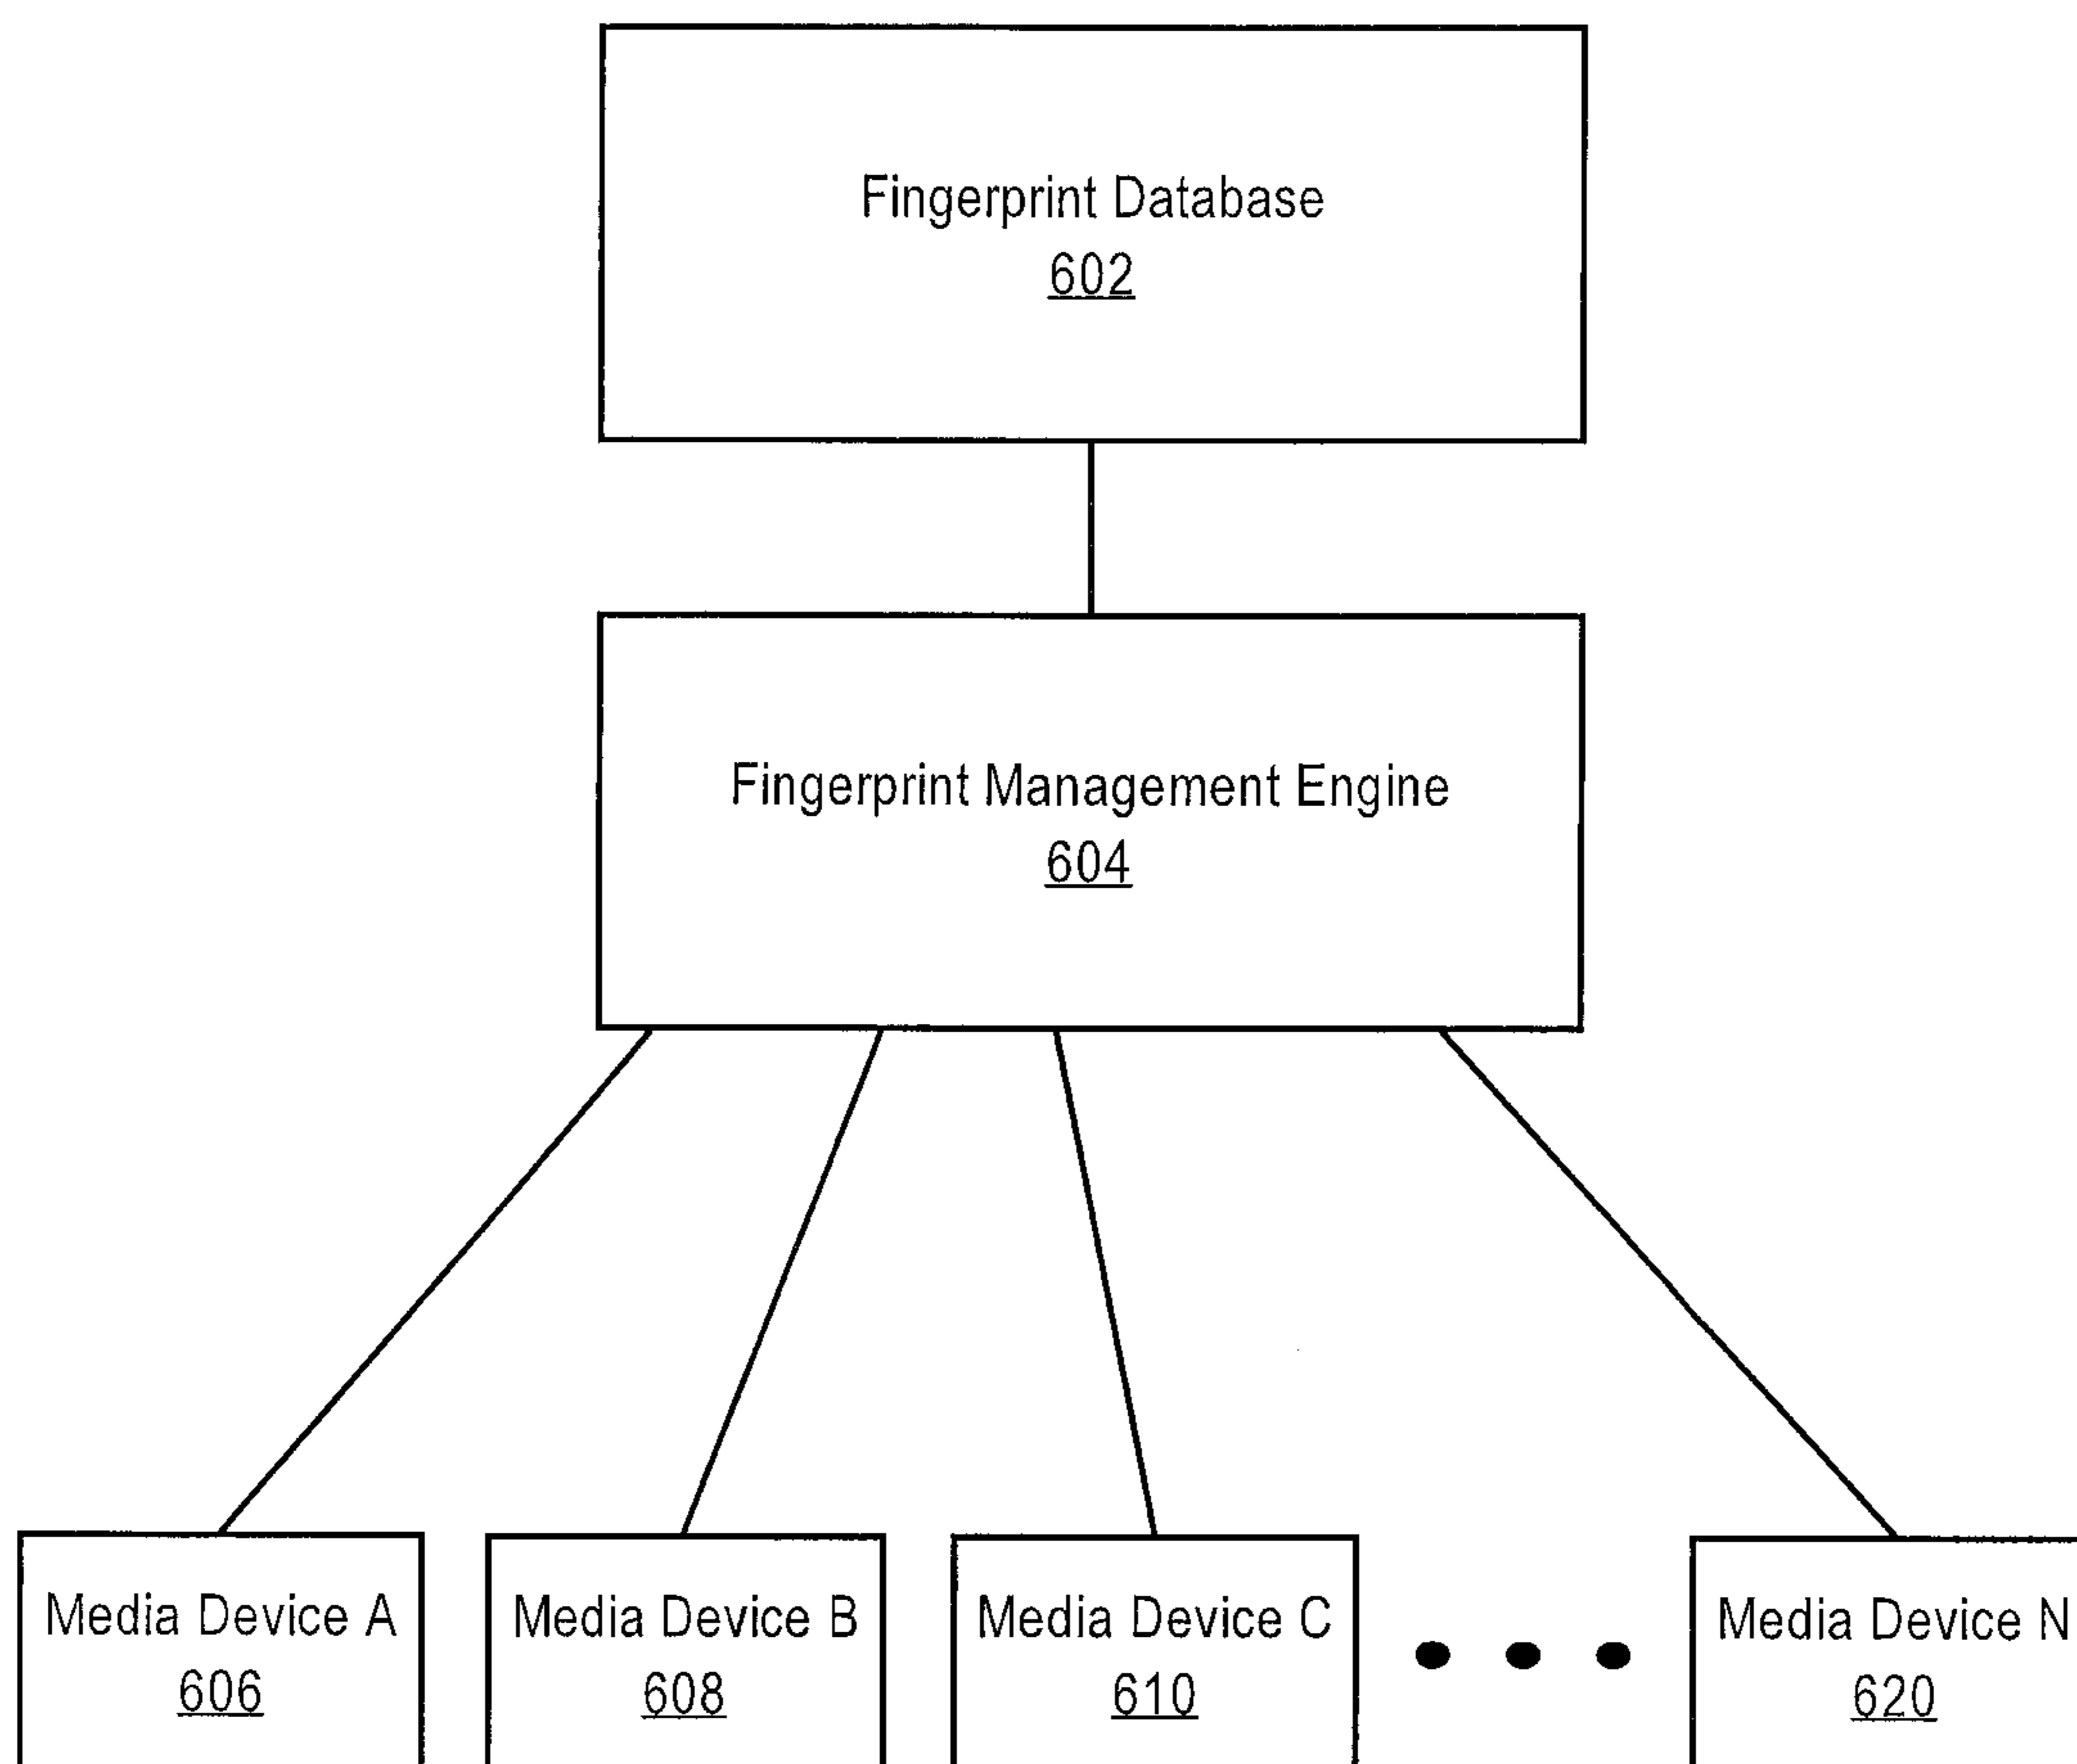 Fingerprint Database
602
Fingerprint Management Engine
604
Media Device A
606
Media Device B
608
Media Device C
610
Media Device N
620